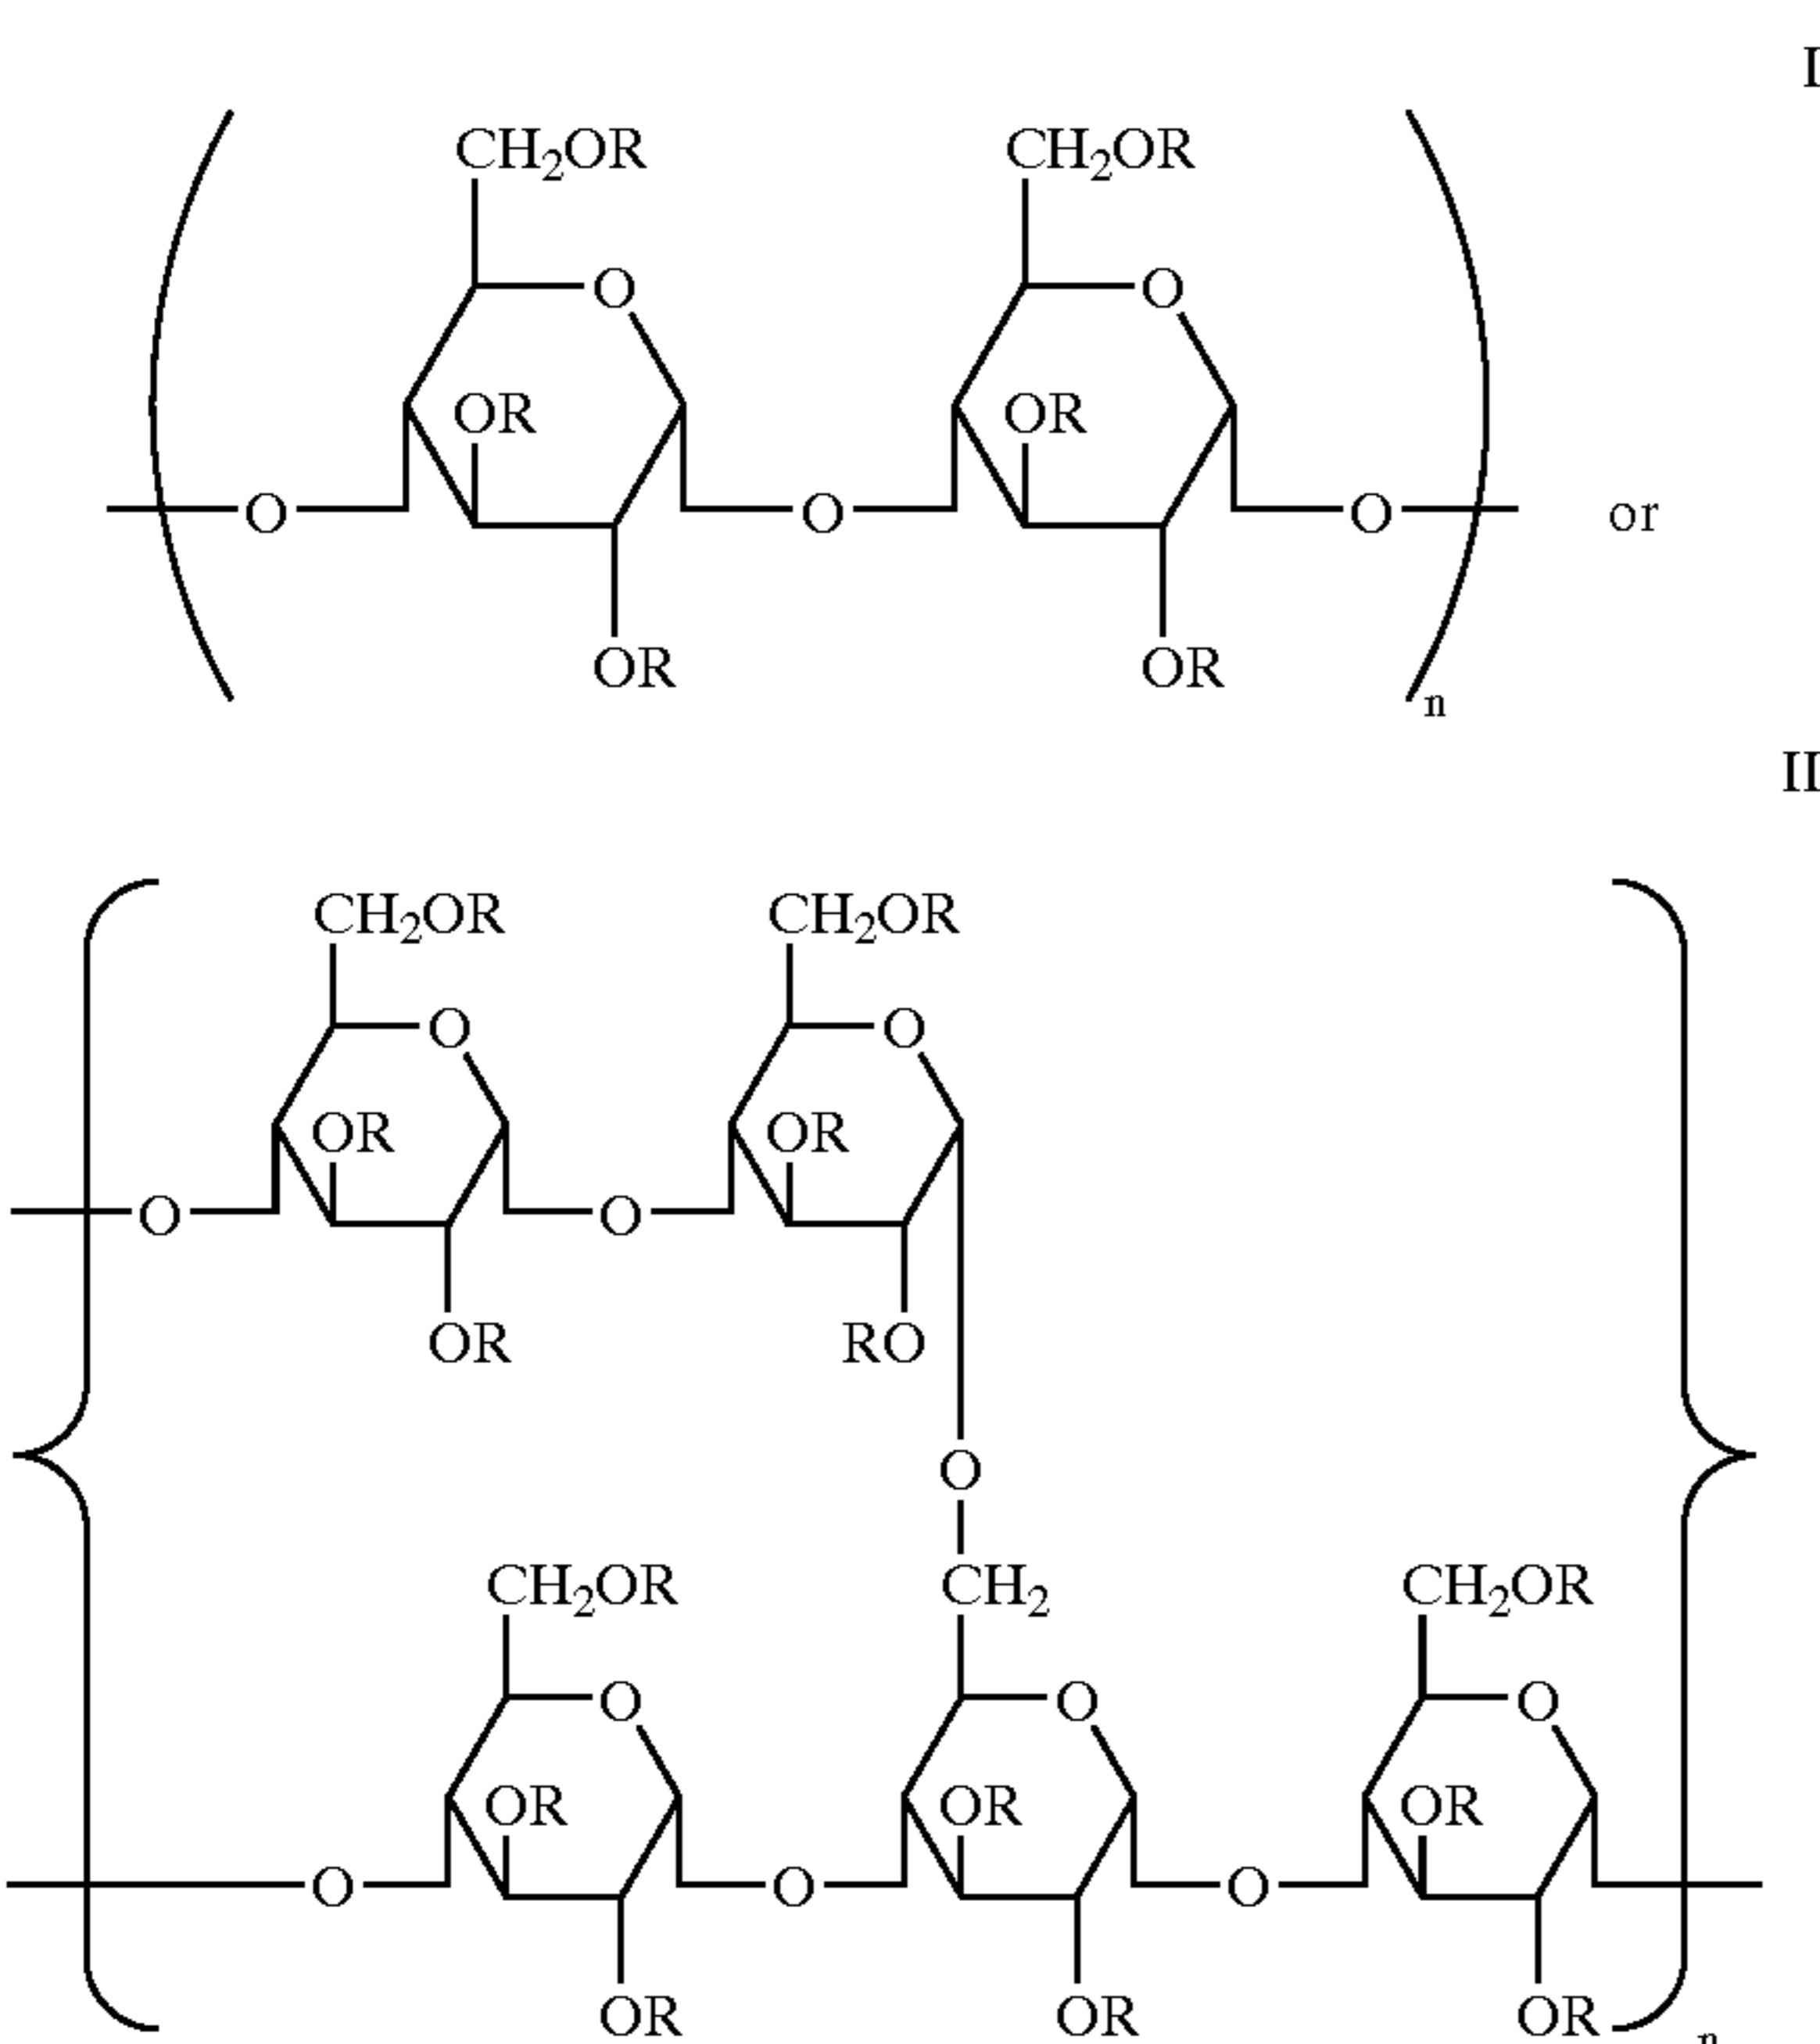 I
CH₂OR CH₂OR
O O
OR OR
O O O or
OR OR
n
II
CH₂OR CH₂OR
O O
OR OR
O O
OR RO
O
CH₂OR CH₂ CH₂OR
O O O
OR OR OR
O O O
OR OR OR
n